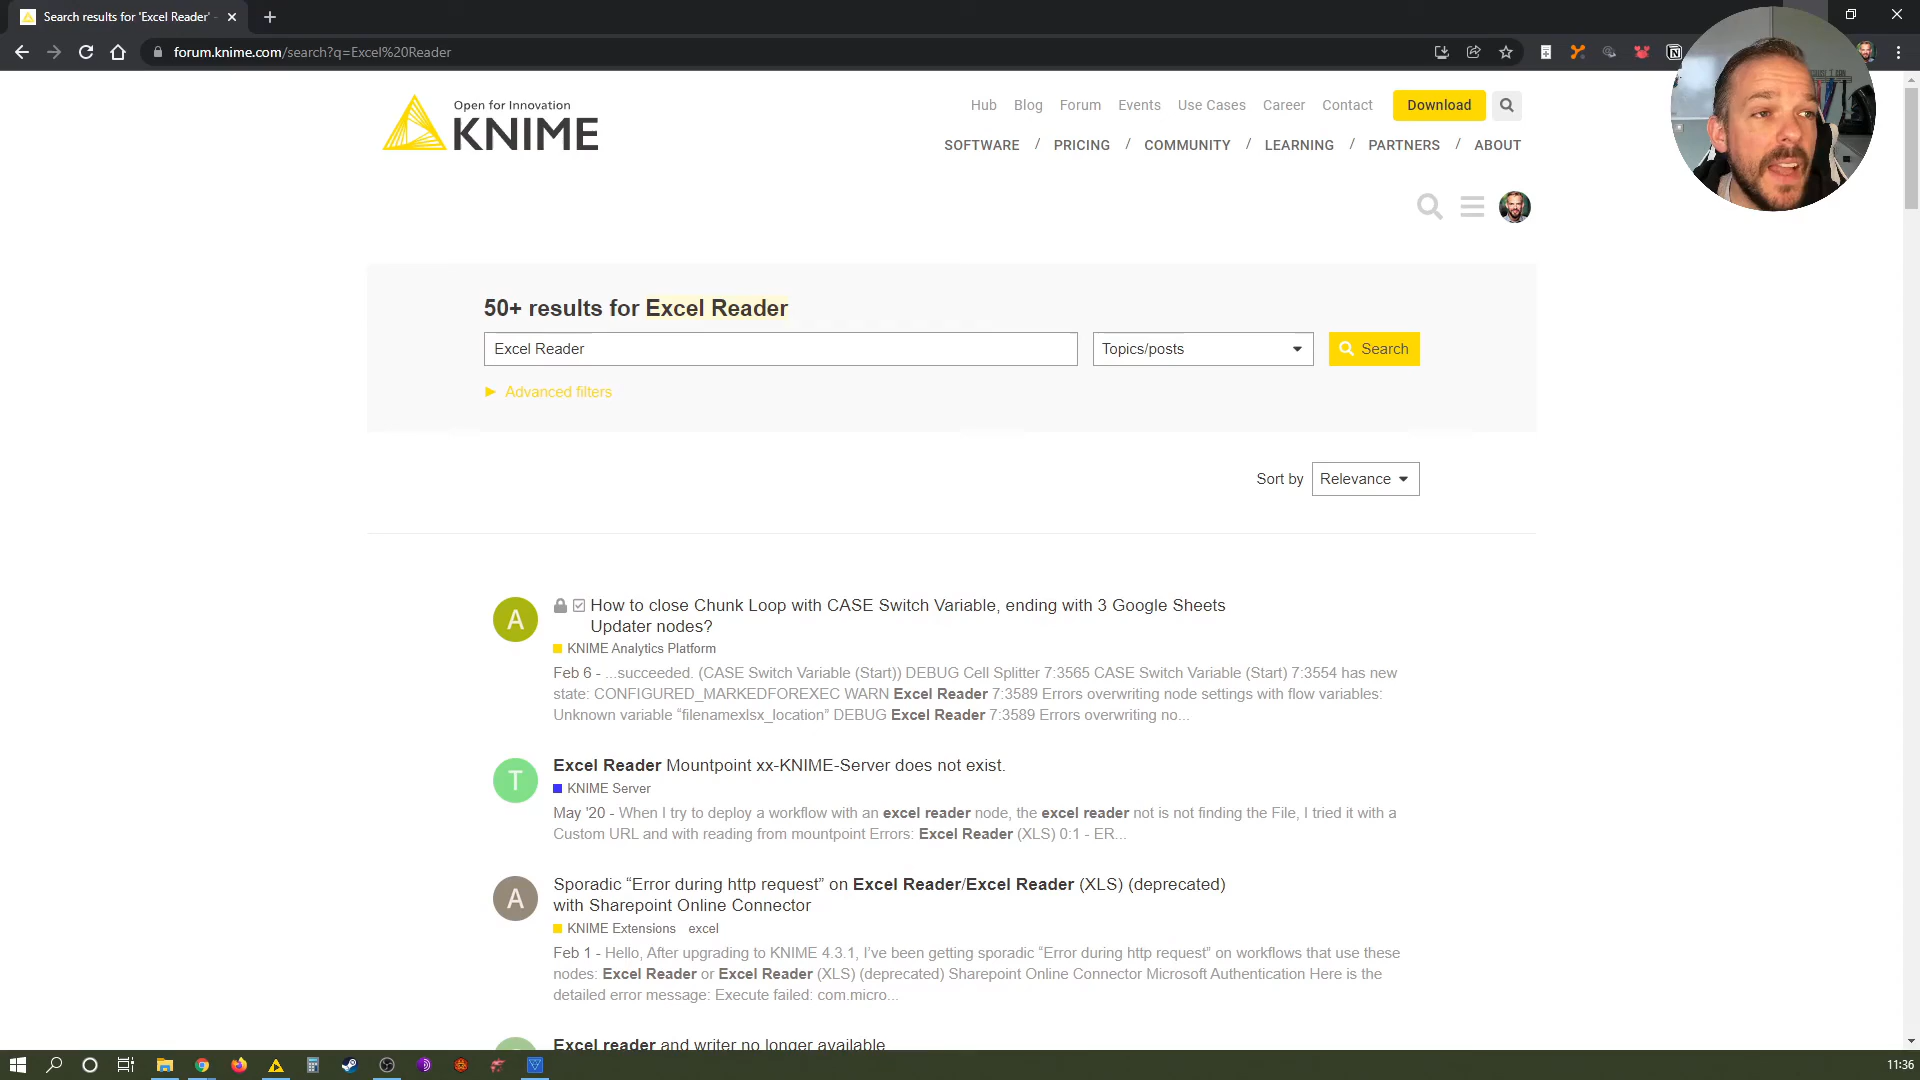 Search results for 'Excel Reader' -
forum.knime.com/search?q=Excel%20Reader
Open for Innovation
KNIME
Hub Blog Forum Events Use Cases Career Contact Download
SOFTWARE / PRICING / COMMUNITY / LEARNING / PARTNERS / ABOUT
50+ results for Excel Reader
Excel Reader Topics/posts Search
Advanced filters
Sort by Relevance
A
How to close Chunk Loop with CASE Switch Variable, ending with 3 Google Sheets
Updater nodes?
KNIME Analytics Platform
Feb 6 - ...succeeded. (CASE Switch Variable (Start)) DEBUG Cell Splitter 7:3565 CASE Switch Variable (Start) 7:3554 has new
state: CONFIGURED_MARKEDFOREXEC WARN Excel Reader 7:3589 Errors overwriting node settings with flow variables:
Unknown variable “filenamexlsx_location” DEBUG Excel Reader 7:3589 Errors overwriting no...
T
Excel Reader Mountpoint xx-KNIME-Server does not exist.
KNIME Server
May '20 - When I try to deploy a workflow with an excel reader node, the excel reader not is not finding the File, I tried it with a
Custom URL and with reading from mountpoint Errors: Excel Reader (XLS) 0:1 - ER...
A
Sporadic “Error during http request” on Excel Reader/Excel Reader (XLS) (deprecated)
with Sharepoint Online Connector
KNIME Extensions excel
Feb 1 - Hello, After upgrading to KNIME 4.3.1, I’ve been getting sporadic “Error during http request” on workflows that use these
nodes: Excel Reader or Excel Reader (XLS) (deprecated) Sharepoint Online Connector Microsoft Authentication Here is the
detailed error message: Execute failed: com.micro...
Excel reader and writer no longer available
11:36